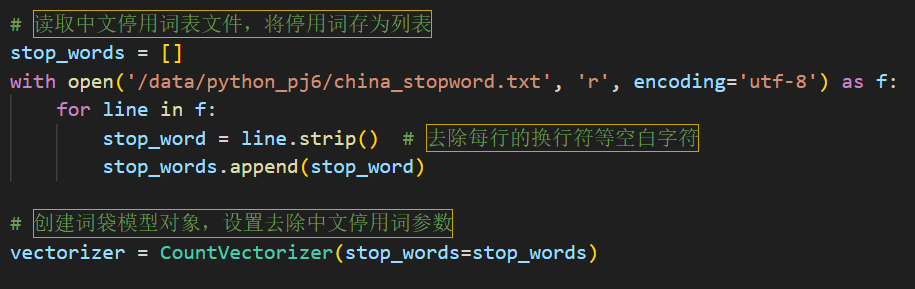 # 读取中文停用词表文件，将停用词存为列表
stop_words = []
with open('/data/python_pj6/china_stopword.txt', 'r', encoding='utf-8') as f:
    for line in f:
        stop_word = line.strip()  # 去除每行的换行符等空白字符
        stop_words.append(stop_word)

# 创建词袋模型对象，设置去除中文停用词参数
vectorizer = CountVectorizer(stop_words=stop_words)